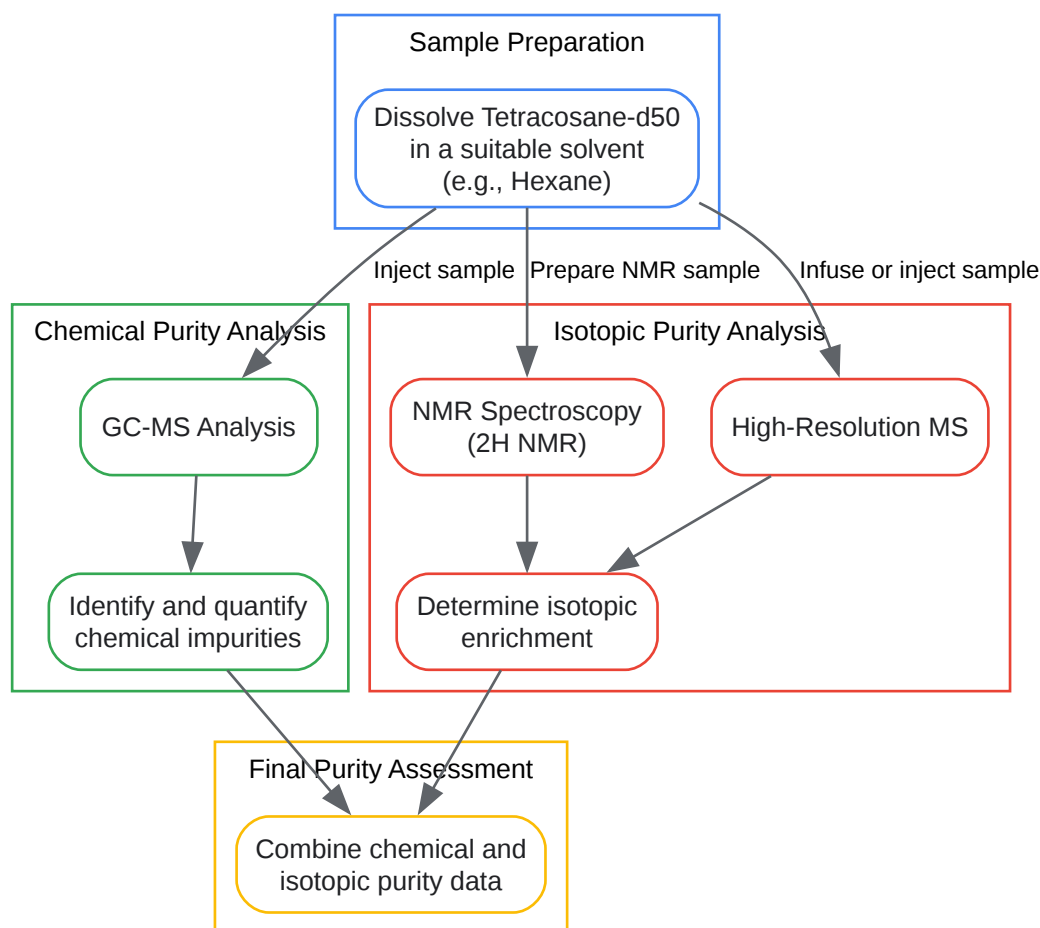 Sample Preparation
Dissolve Tetracosane-d50
in a suitable solvent
(e.g., Hexane)
Inject sample
Prepare NMR sample
Infuse or inject sample
Chemical Purity Analysis
Isotopic Purity Analysis
GC-MS Analysis
NMR Spectroscopy
(2H NMR)
High-Resolution MS
Identify and quantify
chemical impurities
Determine isotopic
enrichment
Final Purity Assessment
Combine chemical and
isotopic purity data